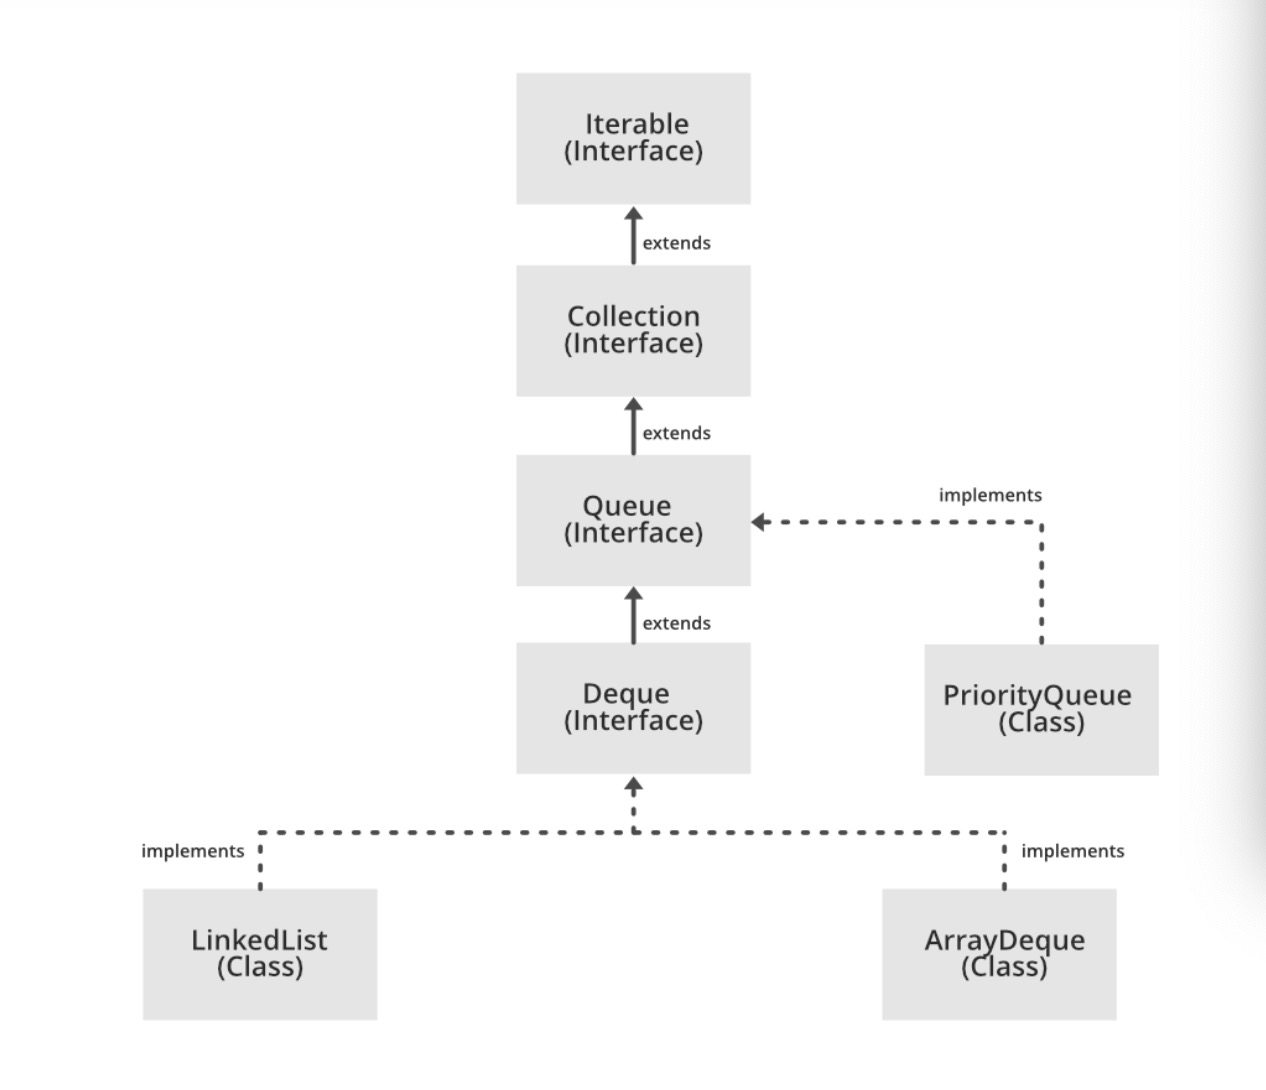 Iterable
(Interface)
extends
Collection
(Interface)
extends
Queue
(Interface)
implements
extends
Deque
(Interface)
PriorityQueue
(Class)
implements
implements
LinkedList
(Class)
ArrayDeque
(Class)